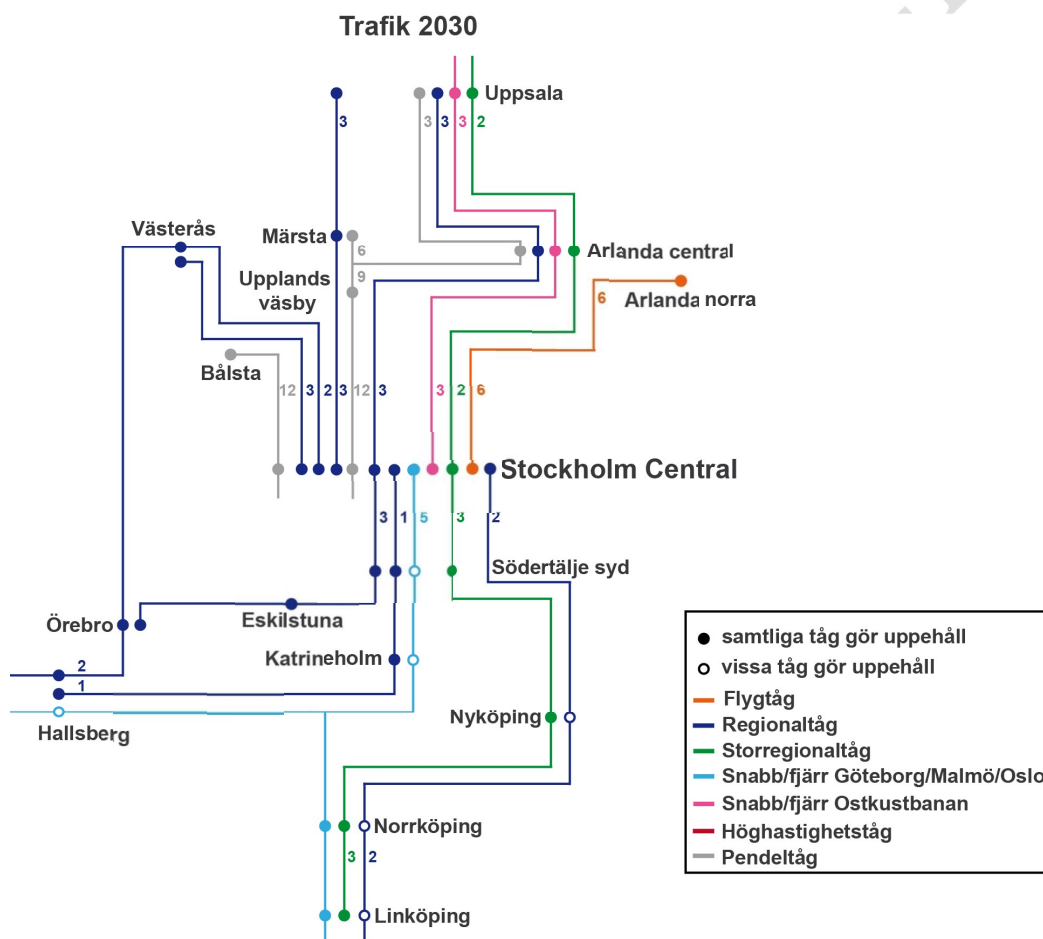 Trafik 2030
Uppsala
3
3
3
3
2
Västerås
Märsta
6
Arlanda central
Upplands
väsby
9
6
Arlanda norra
Bålsta
12
3
2
3
12
3
3
2
6
Stockholm Central
3
1
5
3
2
Södertälje syd
Eskilstuna
Örebro
Katrineholm
2
1
Hallsberg
Nyköping
Norrköping
3
2
Linköping
samtliga tåg gör uppehåll
vissa tåg gör uppehåll
Flygtåg
Regionaltåg
Storregionaltåg
Snabb/fjärr Göteborg/Malmö/Oslo
Snabb/fjärr Ostkustbanan
Höghastighetståg
Pendeltåg